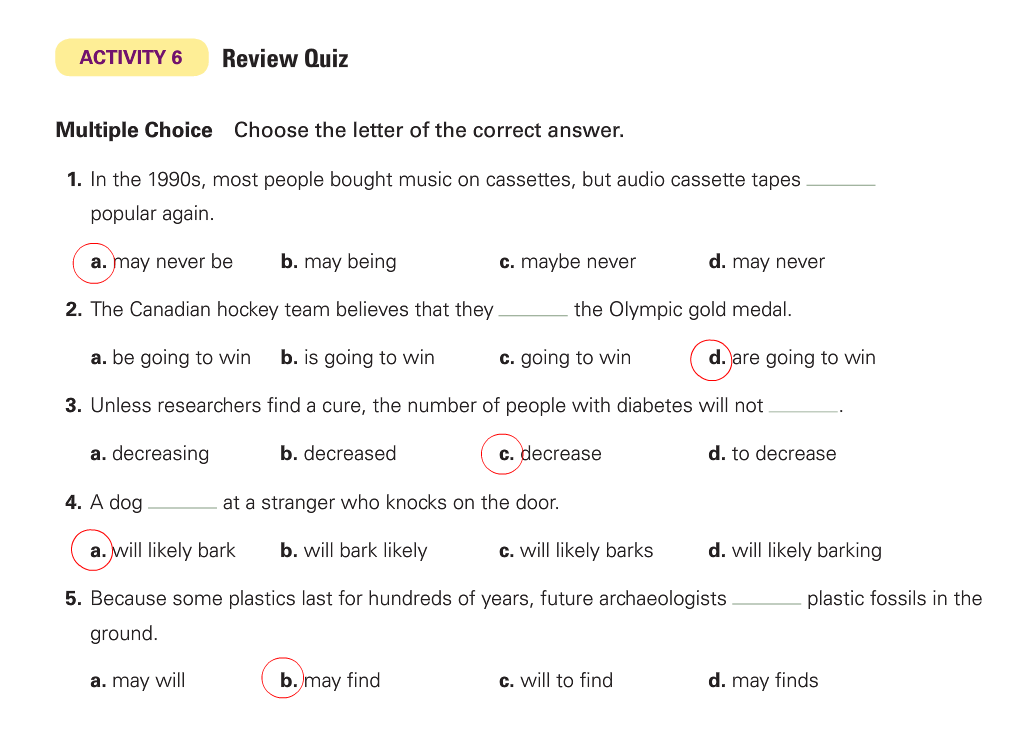 ACTIVITY 6 Review Quiz
Multiple Choice Choose the letter of the correct answer.
1. In the 1990s, most people bought music on cassettes, but audio cassette tapes ______
popular again.
a. may never be b. may being c. maybe never d. may never
2. The Canadian hockey team believes that they ______ the Olympic gold medal.
a. be going to win b. is going to win c. going to win d. are going to win
3. Unless researchers find a cure, the number of people with diabetes will not ______.
a. decreasing b. decreased c. decrease d. to decrease
4. A dog ______ at a stranger who knocks on the door.
a. will likely bark b. will bark likely c. will likely barks d. will likely barking
5. Because some plastics last for hundreds of years, future archaeologists ______ plastic fossils in the
ground.
a. may will b. may find c. will to find d. may finds